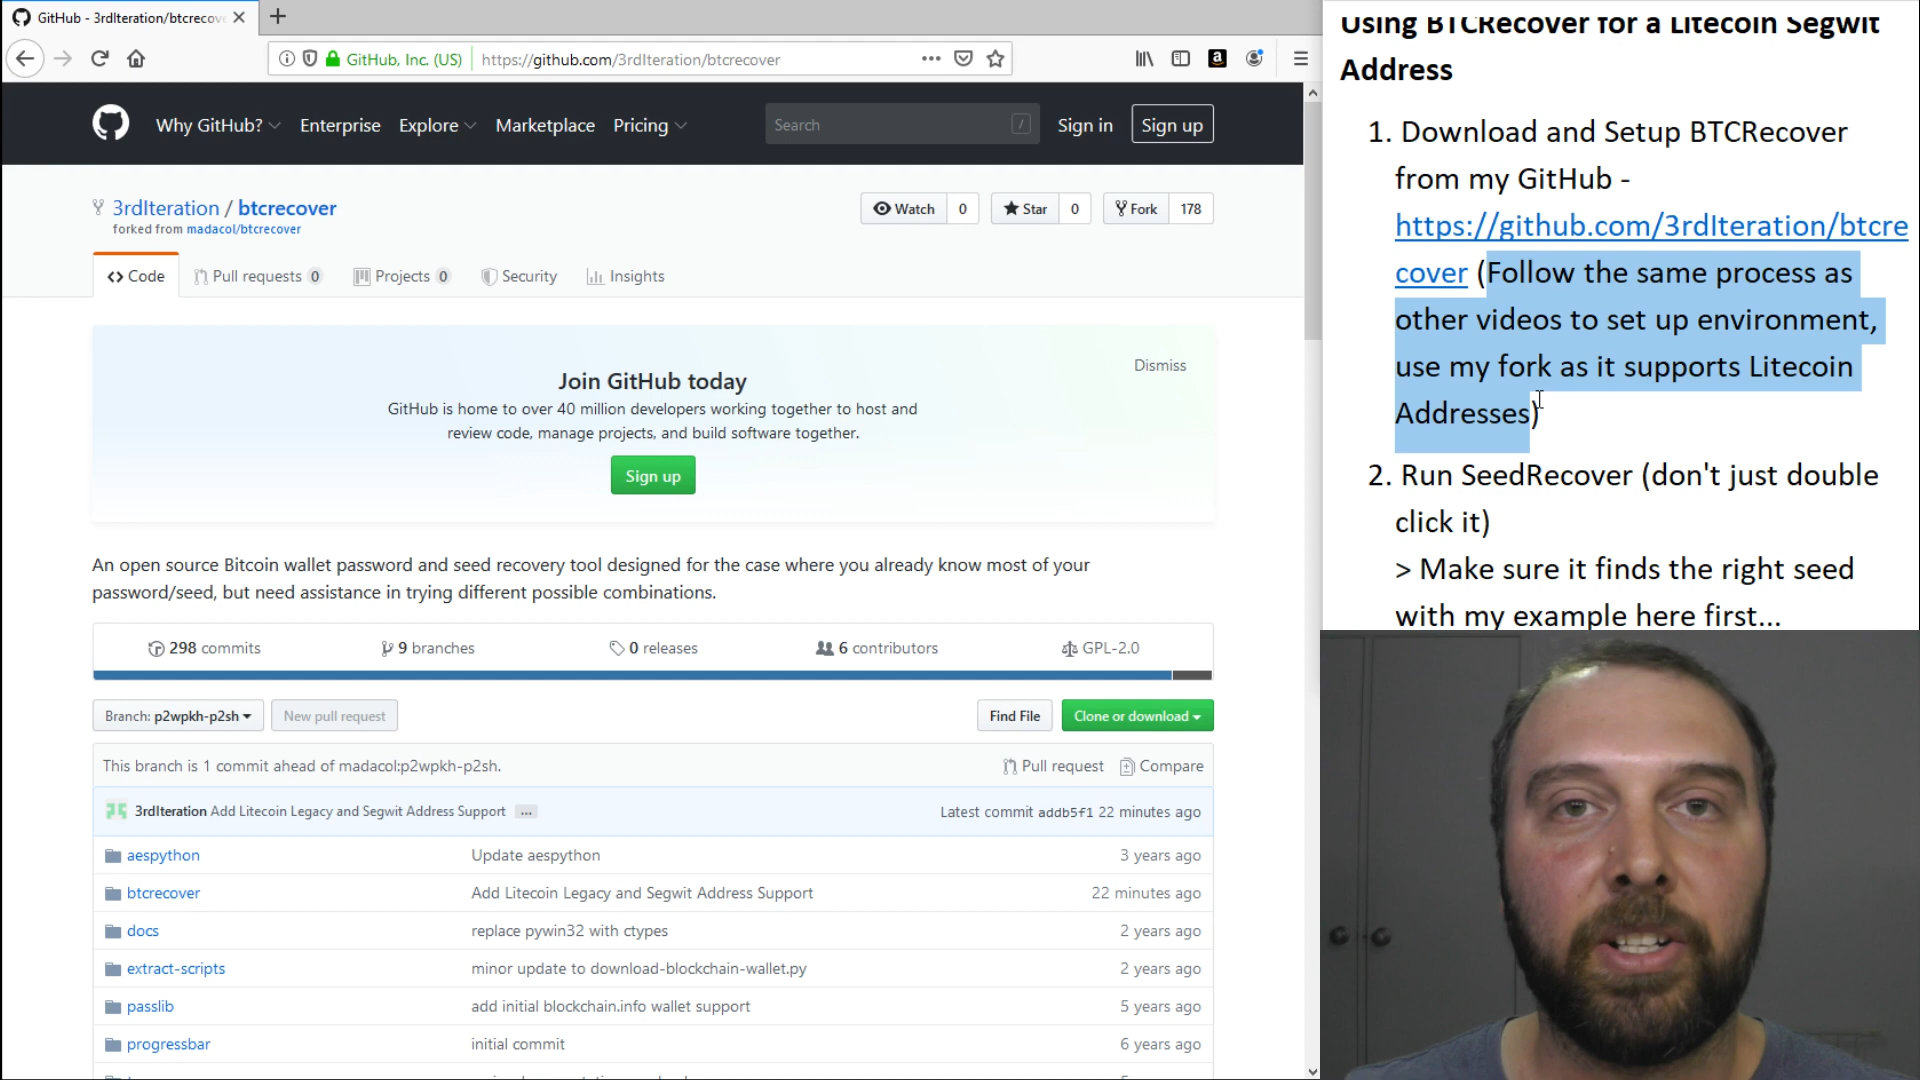 GitHub - 3rdIteration/btcrecove
GitHub, Inc. (US) https://github.com/3rdIteration/btcrecover
Why GitHub? Enterprise Explore Marketplace Pricing Search / Sign in Sign up
3rdIteration / btcrecover
forked from madacol/btcrecover
Watch 0 Star 0 Fork 178
Code Pull requests 0 Projects 0 Security Insights
Join GitHub today
Dismiss
GitHub is home to over 40 million developers working together to host and
review code, manage projects, and build software together.
Sign up
An open source Bitcoin wallet password and seed recovery tool designed for the case where you already know most of your
password/seed, but need assistance in trying different possible combinations.
298 commits 9 branches 0 releases 6 contributors GPL-2.0
Branch: p2wpkh-p2sh New pull request Find File Clone or download
This branch is 1 commit ahead of madacol:p2wpkh-p2sh. Pull request Compare
3rdIteration Add Litecoin Legacy and Segwit Address Support ... Latest commit addb5f1 22 minutes ago
aespython Update aespython 3 years ago
btcrecover Add Litecoin Legacy and Segwit Address Support 22 minutes ago
docs replace pywin32 with ctypes 2 years ago
extract-scripts minor update to download-blockchain-wallet.py 2 years ago
passlib add initial blockchain.info wallet support 5 years ago
progressbar initial commit 6 years ago
Using BTCRecover for a Litecoin Segwit
Address
1. Download and Setup BTCRecover
from my GitHub -
https://github.com/3rdIteration/btcre
cover (Follow the same process as
other videos to set up environment,
use my fork as it supports Litecoin
Addresses)
2. Run SeedRecover (don't just double
click it)
> Make sure it finds the right seed
with my example here first...